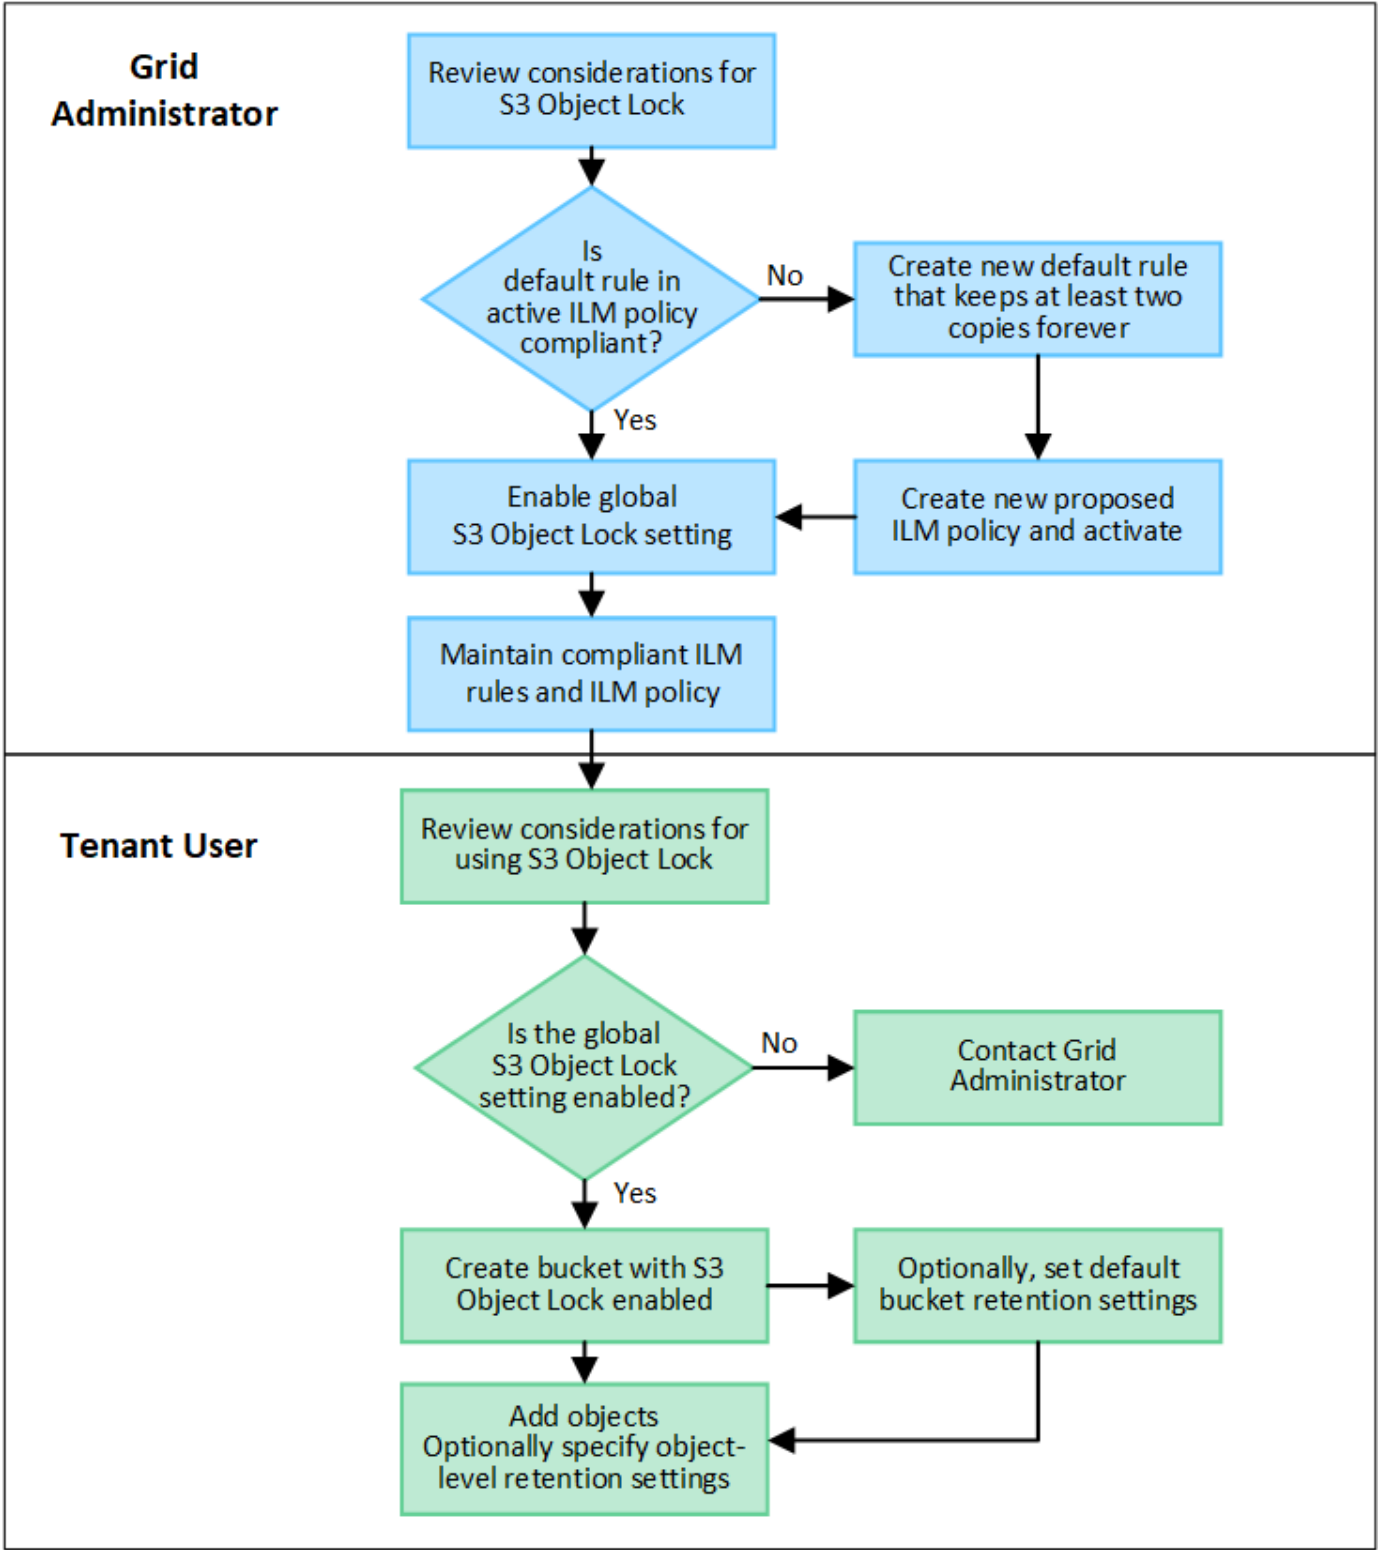 Grid
Administrator
Review considerations for
S3 Object Lock
Is
default rule in
active ILM policy
compliant?
No
Create new default rule
that keeps at least two
copies forever
Yes
Enable global
S3 Object Lock setting
Create new proposed
ILM policy and activate
Maintain compliant ILM
rules and ILM policy
Tenant User
Review considerations for
using S3 Object Lock
Is the global
S3 Object Lock
setting enabled?
No
Contact Grid
Administrator
Yes
Create bucket with S3
Object Lock enabled
Optionally, set default
bucket retention settings
Add objects
Optionally specify object-
level retention settings